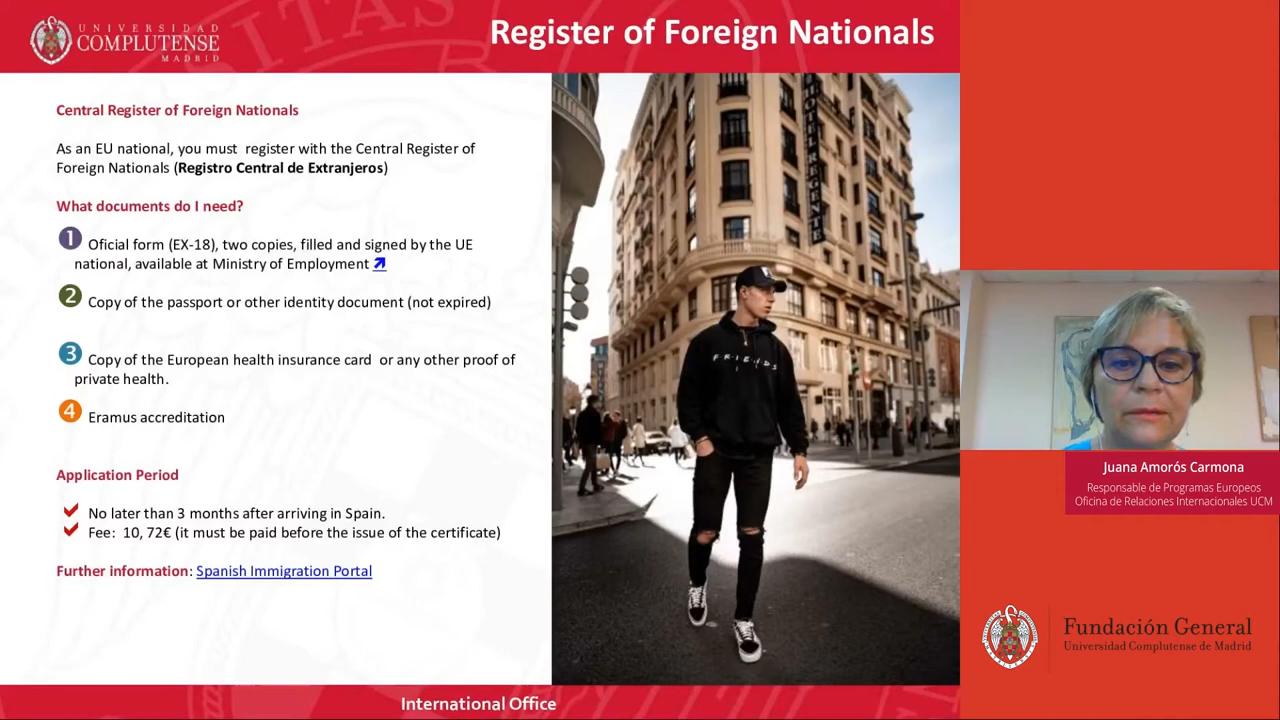 UNIVERSIDAD
COMPLUTENSE
MADRID
Register of Foreign Nationals
Central Register of Foreign Nationals
As an EU national, you must register with the Central Register of
Foreign Nationals (Registro Central de Extranjeros)
What documents do I need?
1 Oficial form (EX-18), two copies, filled and signed by the UE
national, available at Ministry of Employment
2 Copy of the passport or other identity document (not expired)
3 Copy of the European health insurance card or any other proof of
private health.
4 Eramus accreditation
Application Period
No later than 3 months after arriving in Spain.
Fee: 10, 72€ (it must be paid before the issue of the certificate)
Further information: Spanish Immigration Portal
HOTEL REGENTE
FRIENDS
International Office
Juana Amorós Carmona
Responsable de Programas Europeos
Oficina de Relaciones Internacionales UCM
Fundación General
Universidad Complutense de Madrid